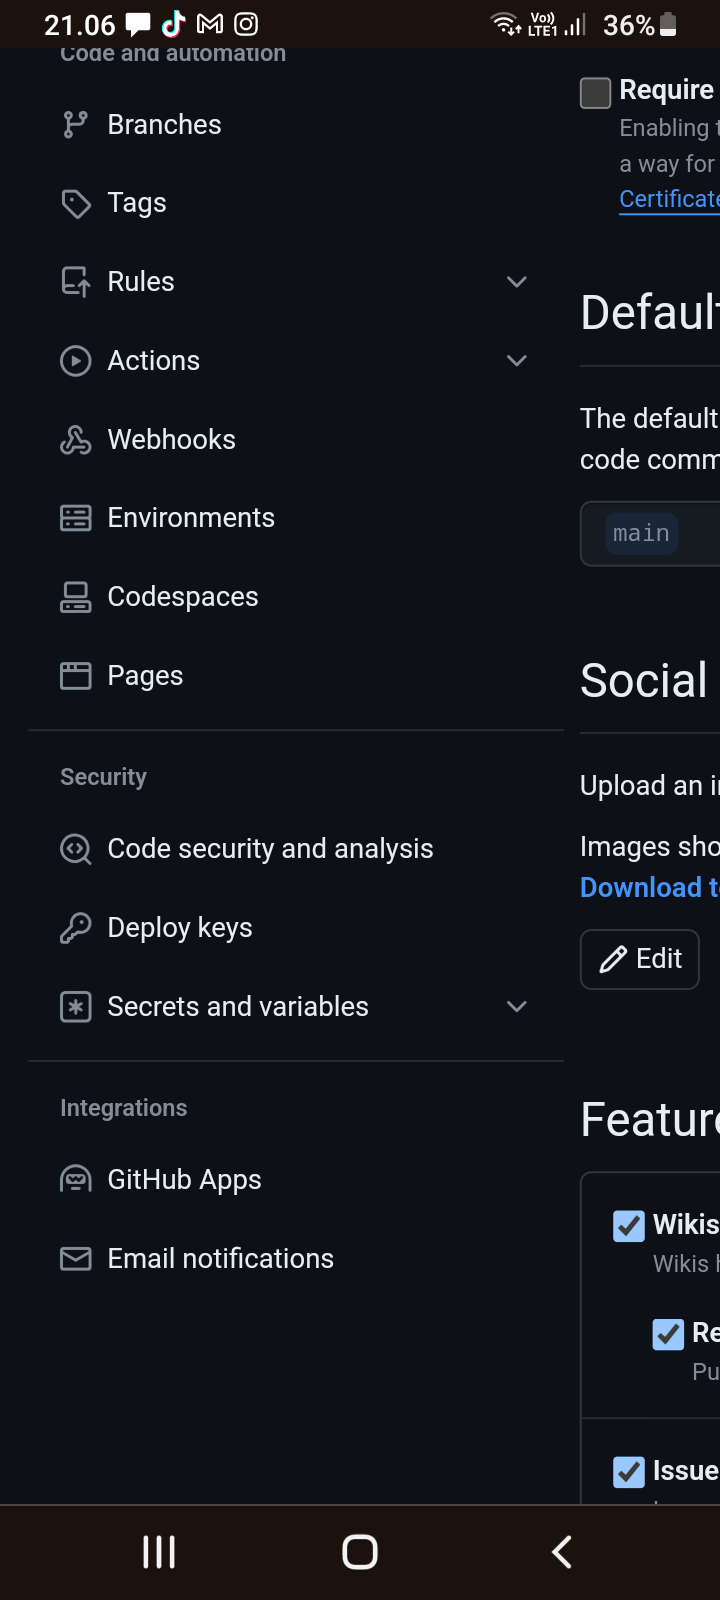 21.06
Vo))
LTE1
36%
Code and automation
Branches
Tags
Rules
Actions
Webhooks
Environments
Codespaces
Pages
Security
Code security and analysis
Deploy keys
Secrets and variables
Integrations
GitHub Apps
Email notifications
Require
Enabling t
a way for
Certificate
Default
The default
code comm
main
Social
Upload an i
Images sho
Download t
Edit
Feature
Wikis
Wikis h
Re
Pu
Issue